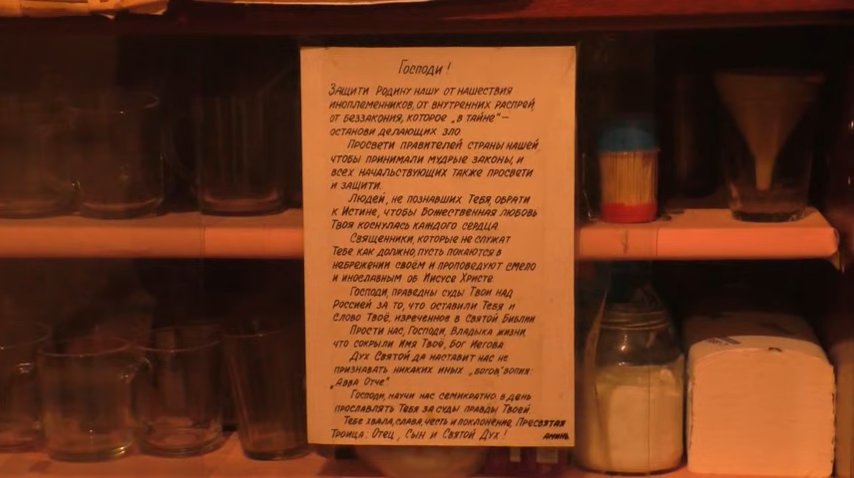 Господи!
Защити Родину нашу от нашествия
иноплеменников, от внутренних распрей,
от беззакония, которое „в тайне“ –
останови делающих зло.
Просвети правителей страны нашей
чтобы принимали мудрые законы, и
всех начальствующих также просвети
и защити.
Людей, не познавших Тебя, обрати
к Истине, чтобы Божественная любовь
Твоя коснулась каждого сердца.
Священники, которые не служат
Тебе как должно, пусть покаются в
небрежении своём и проповедуют смело
и инославным об Иисусе Христе.
Господи, праведны суды Твои над
Россией за то, что оставили Тебя и
Слово Твоё, изреченное в Святой Библии.
Прости нас, Господи, Владыка жизни,
что сокрыли Имя Твоё, Бог Иегова.
Дух Святой да наставит нас не
признавать никаких иных „богов“ вопия:
„Авва Отче“
Господи, научи нас семикратно в день
прославлять Тебя за суды правды Твоей.
Тебе хвала, слава, честь и поклонение, Пресвятая
Троица: Отец, Сын и Святой Дух! Аминь.